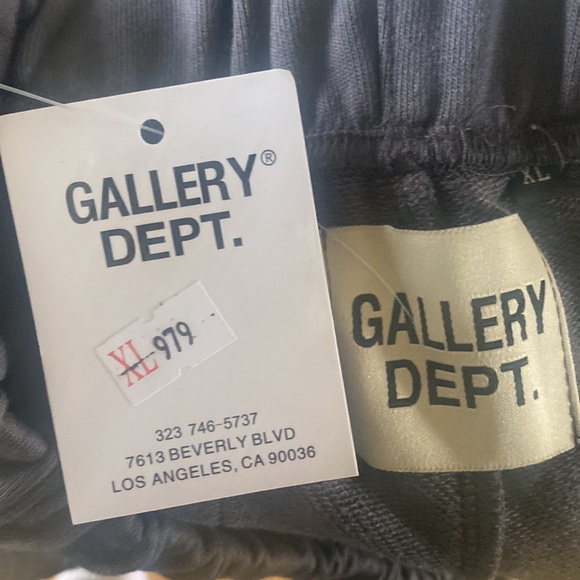 GALLERY®
DEPT.
XL 979
323 746-5737
7613 BEVERLY BLVD
LOS ANGELES, CA 90036
XL
GALLERY
DEPT.